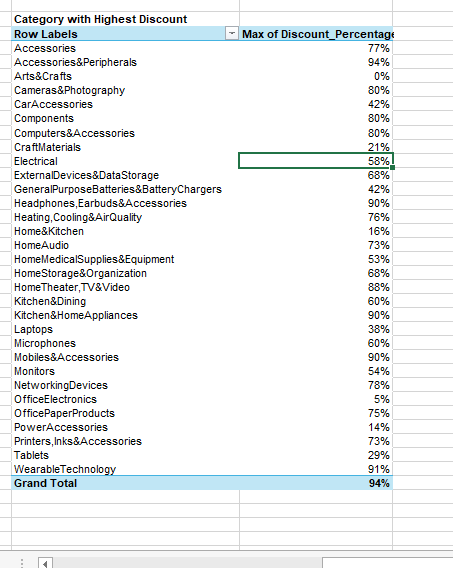 Category with Highest Discount
Row Labels Max of Discount_Percentage
Accessories 77%
Accessories&Peripherals 94%
Arts&Crafts 0%
Cameras&Photography 80%
CarAccessories 42%
Components 80%
Computers&Accessories 80%
CraftMaterials 21%
Electrical 58%
ExternalDevices&DataStorage 68%
GeneralPurposeBatteries&BatteryChargers 42%
Headphones,Earbuds&Accessories 90%
Heating,Cooling&AirQuality 76%
Home&Kitchen 16%
HomeAudio 73%
HomeMedicalSupplies&Equipment 53%
HomeStorage&Organization 68%
HomeTheater,TV&Video 88%
Kitchen&Dining 60%
Kitchen&HomeAppliances 90%
Laptops 38%
Microphones 60%
Mobiles&Accessories 90%
Monitors 54%
NetworkingDevices 78%
OfficeElectronics 5%
OfficePaperProducts 75%
PowerAccessories 14%
Printers,Inks&Accessories 73%
Tablets 29%
WearableTechnology 91%
Grand Total 94%